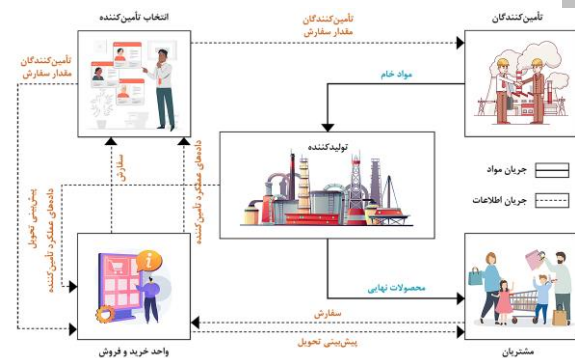 تأمین‌کنندگان
انتخاب تأمین‌کننده
تأمین‌کنندگان
مقدار سفارش
تأمین‌کنندگان
مقدار سفارش
مواد خام
تولیدکننده
جریان مواد
جریان اطلاعات
سفارش
داده‌های عملکرد تأمین‌کننده
داده‌های عملکرد تأمین‌کننده
پیش‌بینی تحویل
محصولات نهایی
سفارش
پیش‌بینی تحویل
واحد خرید و فروش
مشتریان